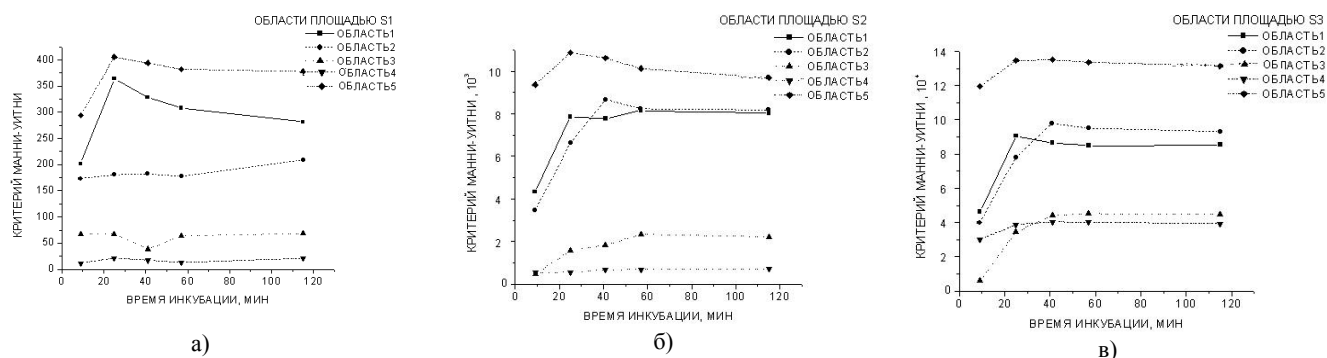 ОБЛАСТИ ПЛОЩАДЬЮ S1
ОБЛАСТЬ1
ОБЛАСТЬ2
ОБЛАСТЬ3
ОБЛАСТЬ4
ОБЛАСТЬ5
КРИТЕРИЙ МАННИ-УИТНИ
400
350
300
250
200
150
100
50
0
0 20 40 60 80 100 120
ВРЕМЯ ИНКУБАЦИИ, МИН
а)
ОБЛАСТИ ПЛОЩАДЬЮ S2
ОБЛАСТЬ1
ОБЛАСТЬ2
ОБЛАСТЬ3
ОБЛАСТЬ4
ОБЛАСТЬ5
КРИТЕРИЙ МАННИ-УИТНИ, 10³
10
8
6
4
2
0
0 20 40 60 80 100 120
ВРЕМЯ ИНКУБАЦИИ, МИН
б)
ОБЛАСТИ ПЛОЩАДЬЮ S3
ОБЛАСТЬ1
ОБЛАСТЬ2
ОБЛАСТЬ3
ОБЛАСТЬ4
ОБЛАСТЬ5
КРИТЕРИЙ МАННИ-УИТНИ, 10⁴
14
12
10
8
6
4
2
0
0 20 40 60 80 100 120
ВРЕМЯ ИНКУБАЦИИ, МИН
в)